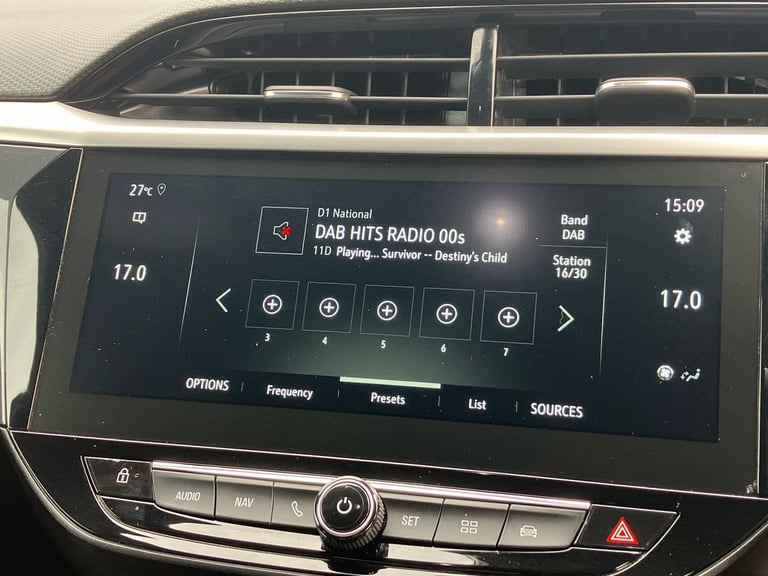 27°C
15:09
D1 National
DAB HITS RADIO 00s
11D Playing... Survivor -- Destiny's Child
Band
DAB
Station
16/30
17.0
17.0
3 4 5 6 7
OPTIONS Frequency Presets List SOURCES
AUDIO NAV SET